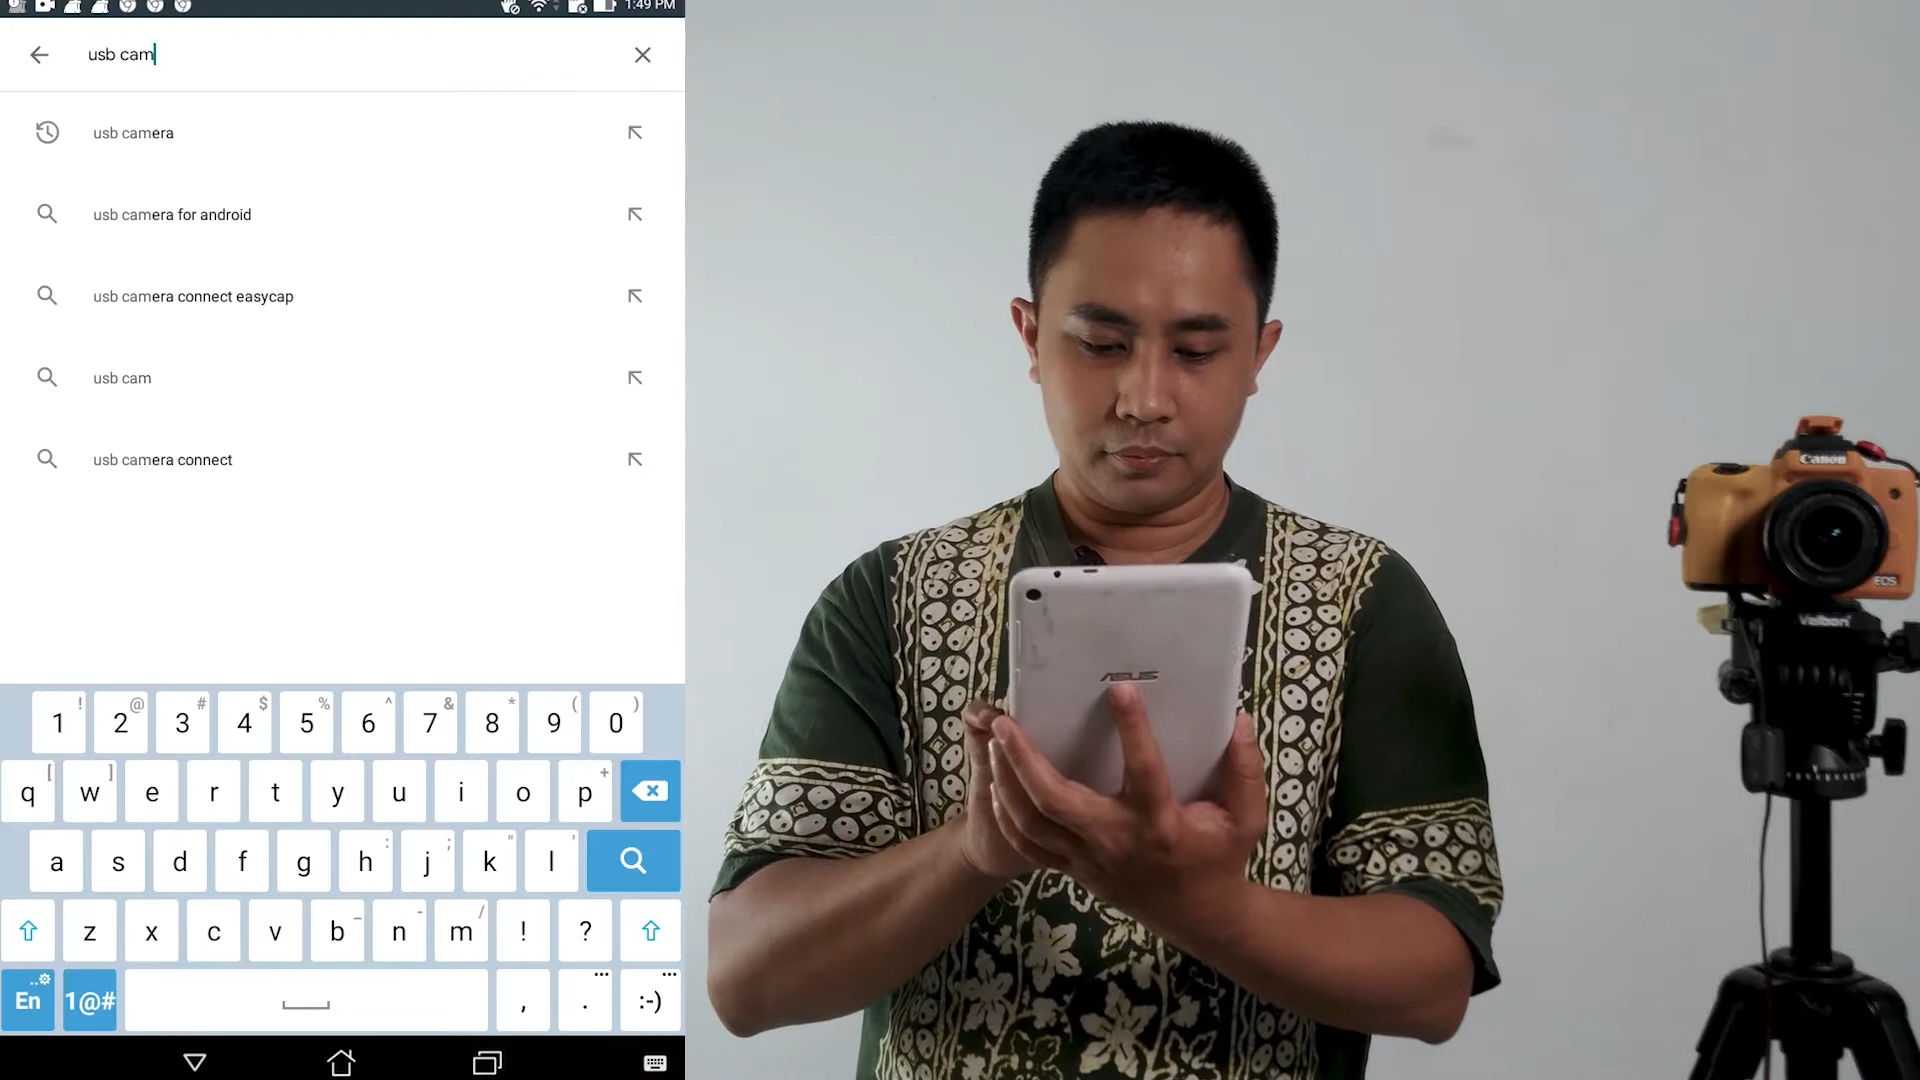 1:49 PM
usb cam
usb camera
usb camera for android
usb camera connect easycap
usb cam
usb camera connect
! @ # $ % ^ & * ( )
1 2 3 4 5 6 7 8 9 0
[ ] +
q w e r t y u i o p
: ; " '
a s d f g h j k l
_ - /
z x c v b n m ! ?
En 1@# , . :-)
ASUS
Canon
EOS
Velbon